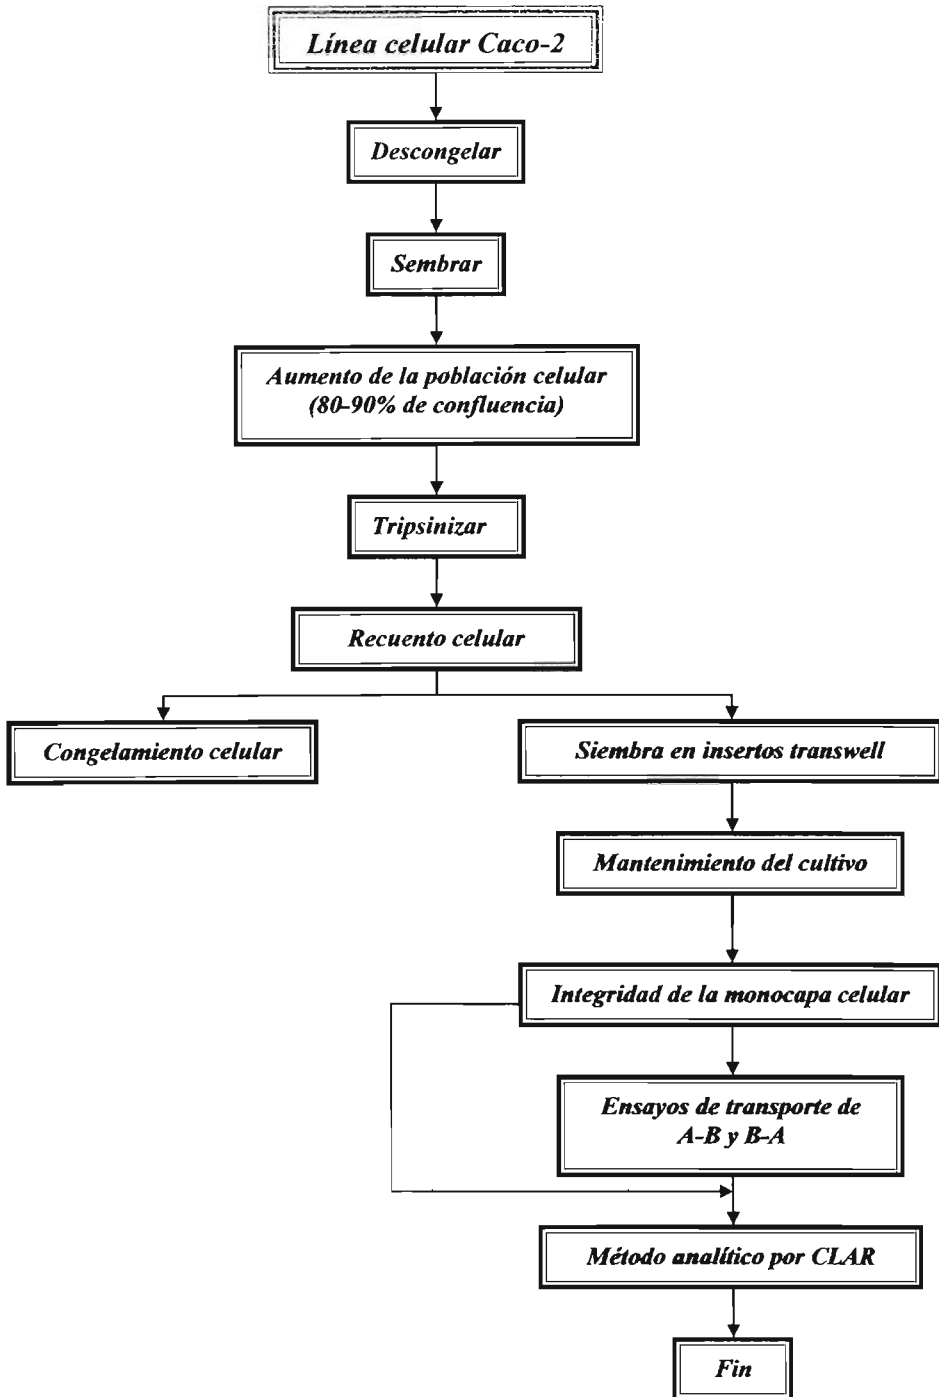 Línea celular Caco-2
Descongelar
Sembrar
Aumento de la población celular
(80-90% de confluencia)
Tripsinizar
Recuento celular
Congelamiento celular
Siembra en insertos transwell
Mantenimiento del cultivo
Integridad de la monocapa celular
Ensayos de transporte de
A-B y B-A
Método analítico por CLAR
Fin